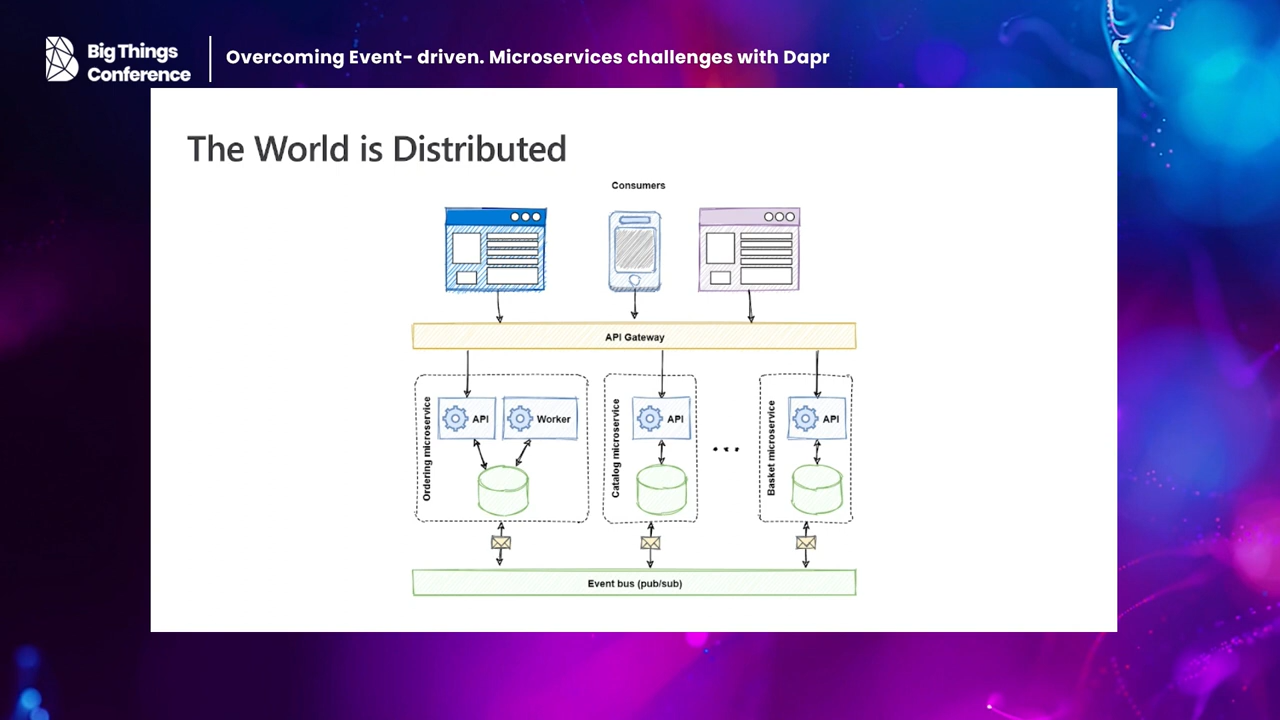 Big Things
Conference
Overcoming Event- driven. Microservices challenges with Dapr
The World is Distributed
Consumers
API Gateway
Ordering microservice
API
Worker
Catalog microservice
API
...
Basket microservice
API
Event bus (pub/sub)